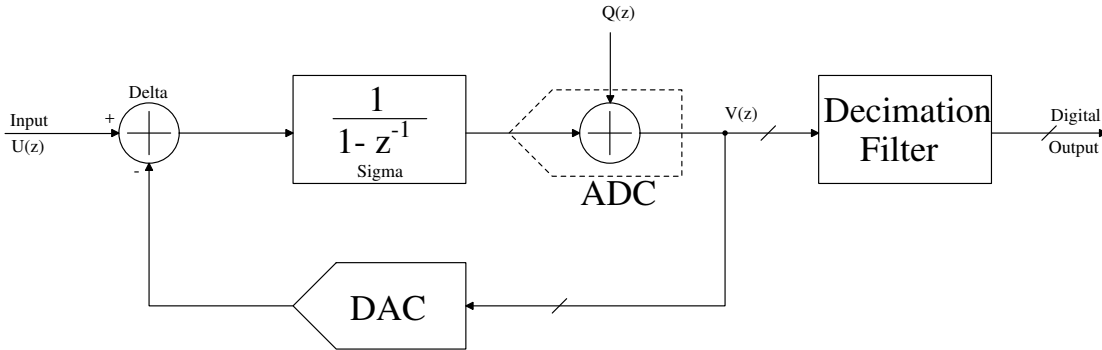 Q(z)
Delta
Input
U(z)
+
-
1
1- z⁻¹
Sigma
ADC
V(z)
Decimation
Filter
Digital
Output
DAC